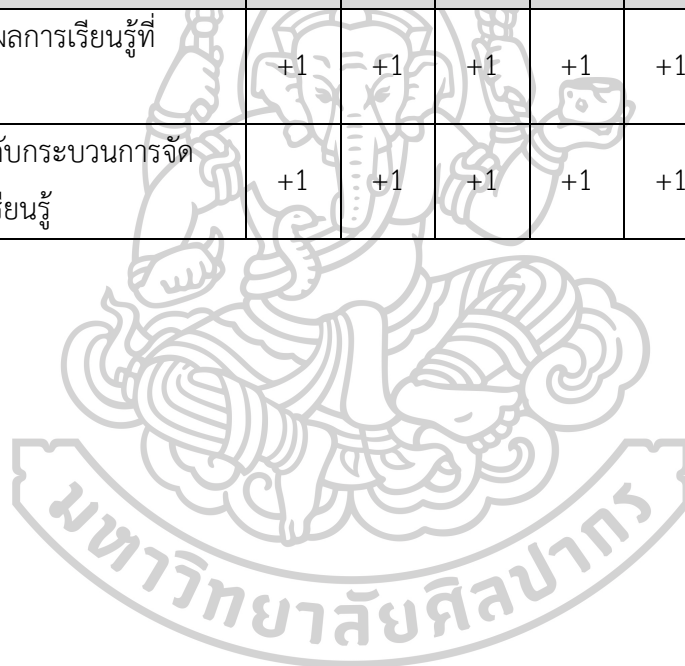 ผลการเรียนรู้ที่
+1 +1 +1 +1 +1
กับกระบวนการจัด
+1 +1 +1 +1 +1
เรียนรู้
มหาวิทยาลัยศิลปากร